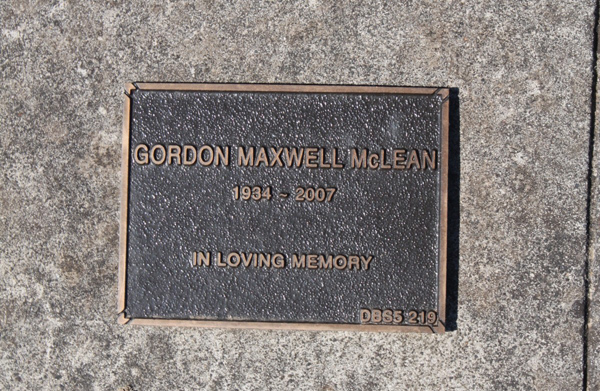 GORDON MAXWELL McLEAN
1934 - 2007
IN LOVING MEMORY
DBS5 219